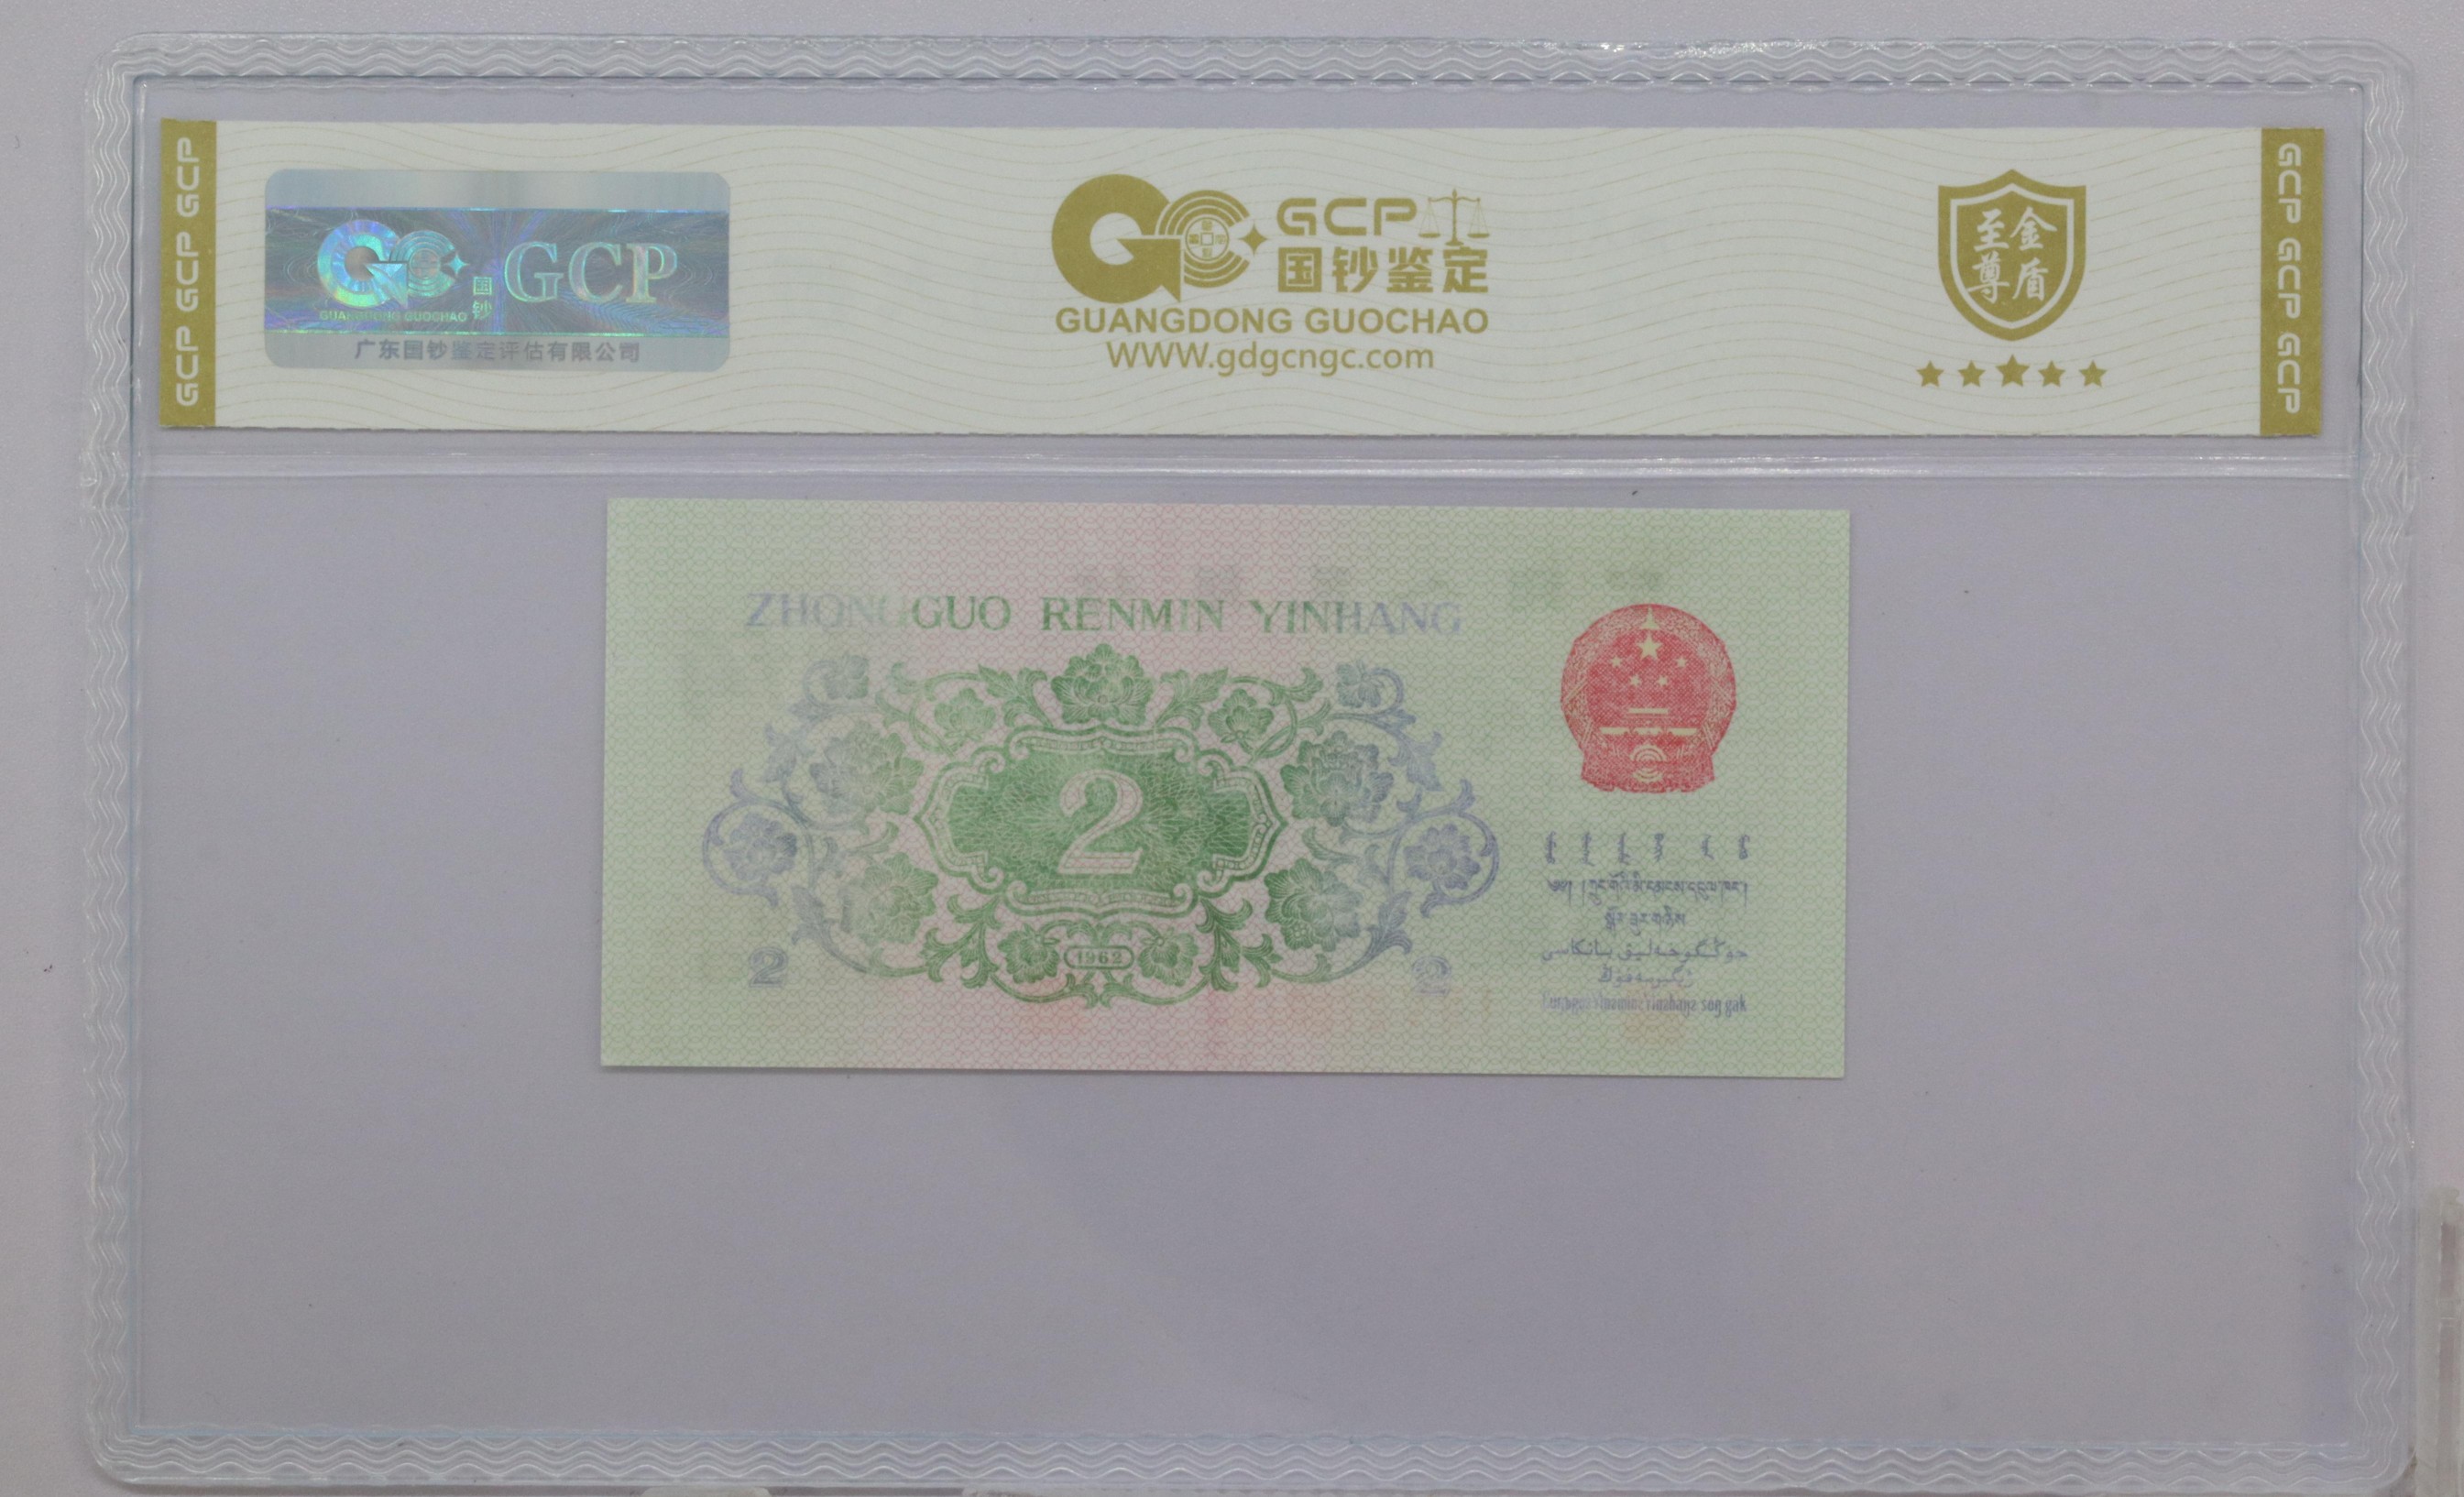 GCP GCP GCP
GCP
国钞
GUANGDONG GUOCHAO
广东国钞鉴定评估有限公司
GCP
国钞鉴定
GUANGDONG GUOCHAO
WWW.gdgcngc.com
金盾
至尊
GCP GCP GCP
ZHONGGUO RENMIN YINHANG
2
1962
2
2